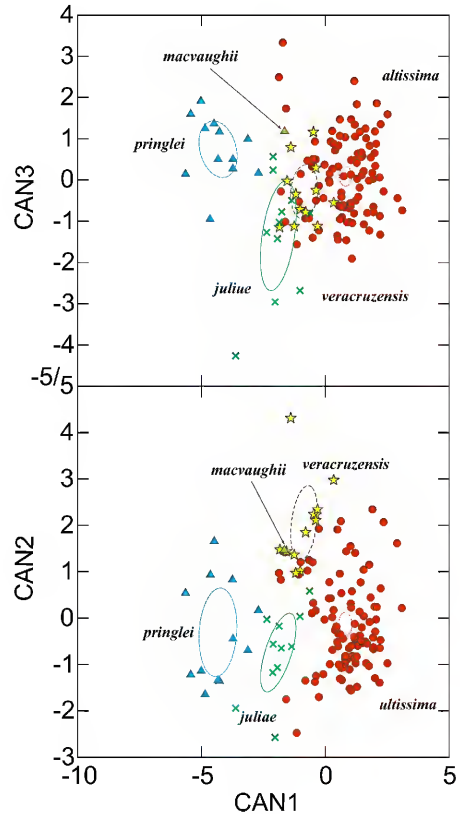 4
3
2
1
0
-1
-2
-3
-4
-5/5
CAN3
macvaughii
altissima
pringlei
juliue
veracruzensis
4
3
2
1
0
-1
-2
-3
CAN2
macvaughii
veracruzensis
pringlei
juliae
ultissima
-10
-5
0
5
CAN1